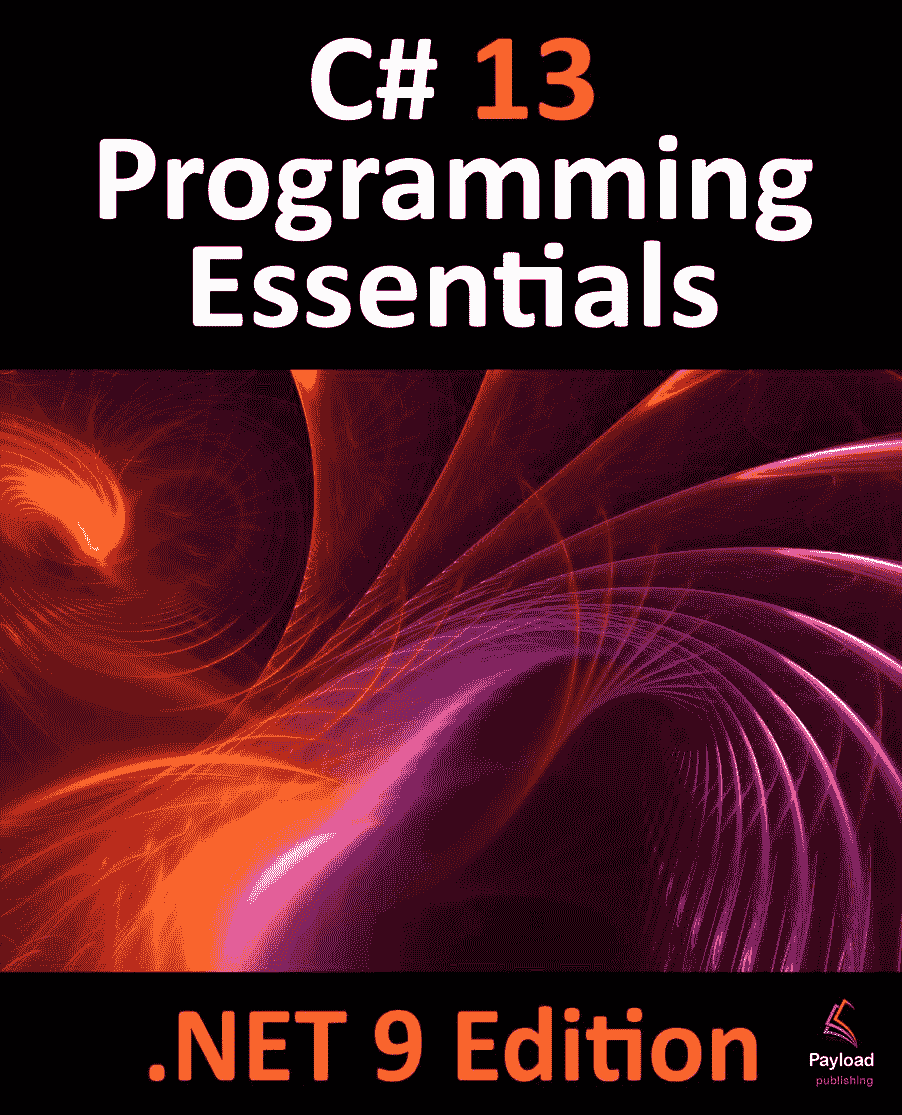 C# 13
Programming
Essentials
.NET 9 Edition
Payload
publishing